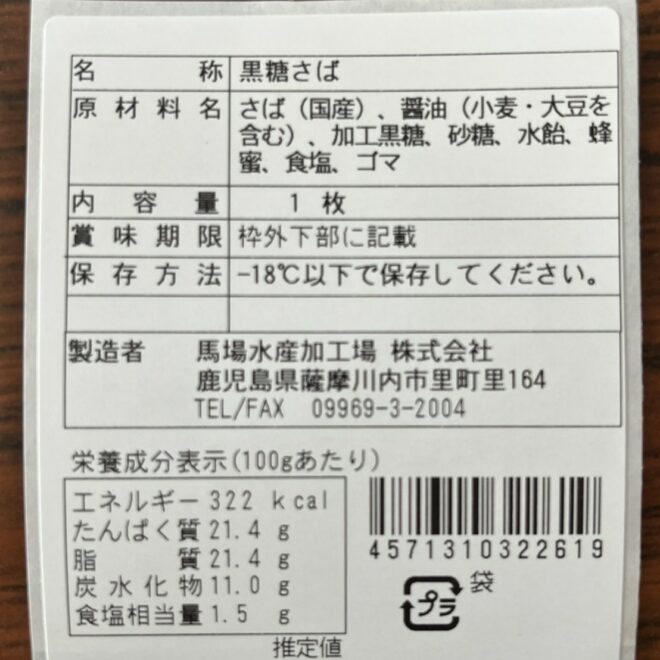 名称 黒糖さば
原材料名 さば（国産）、醤油（小麦・大豆を
含む）、加工黒糖、砂糖、水飴、蜂
蜜、食塩、ゴマ
内容量 1 枚
賞味期限 枠外下部に記載
保存方法 -18℃以下で保存してください。
製造者 馬場水産加工場 株式会社
鹿児島県薩摩川内市里町里164
TEL/FAX 09969-3-2004
栄養成分表示(100gあたり)
エネルギー 322 kcal
たんぱく質 21.4 g
脂質 21.4 g
炭水化物 11.0 g
食塩相当量 1.5 g
推定値
4571310322619
プラ
袋